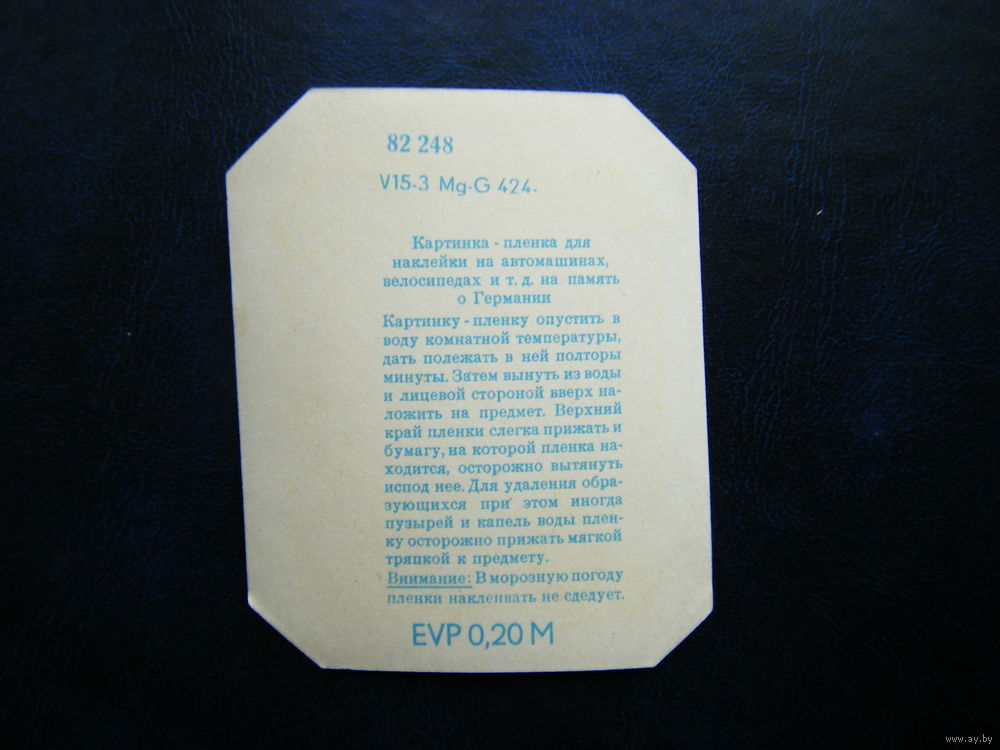 82 248
V15-3 Mg-G 424.
Картинка - пленка для
наклейки на автомашинах,
велосипедах и т. д. на память
о Германии
Картинку - пленку опустить в
воду комнатной температуры,
дать полежать в ней полторы
минуты. Затем вынуть из воды
и лицевой стороной вверх на-
ложить на предмет. Верхний
край пленки слегка прижать и
бумагу, на которой пленка на-
ходится, осторожно вытянуть
испод нее. Для удаления обра-
зующихся при этом иногда
пузырей и капель воды плен-
ку осторожно прижать мягкой
тряпкой к предмету.
Внимание: В морозную погоду
пленки наклеивать не сдедует.
EVP 0,20 M
www.ay.by